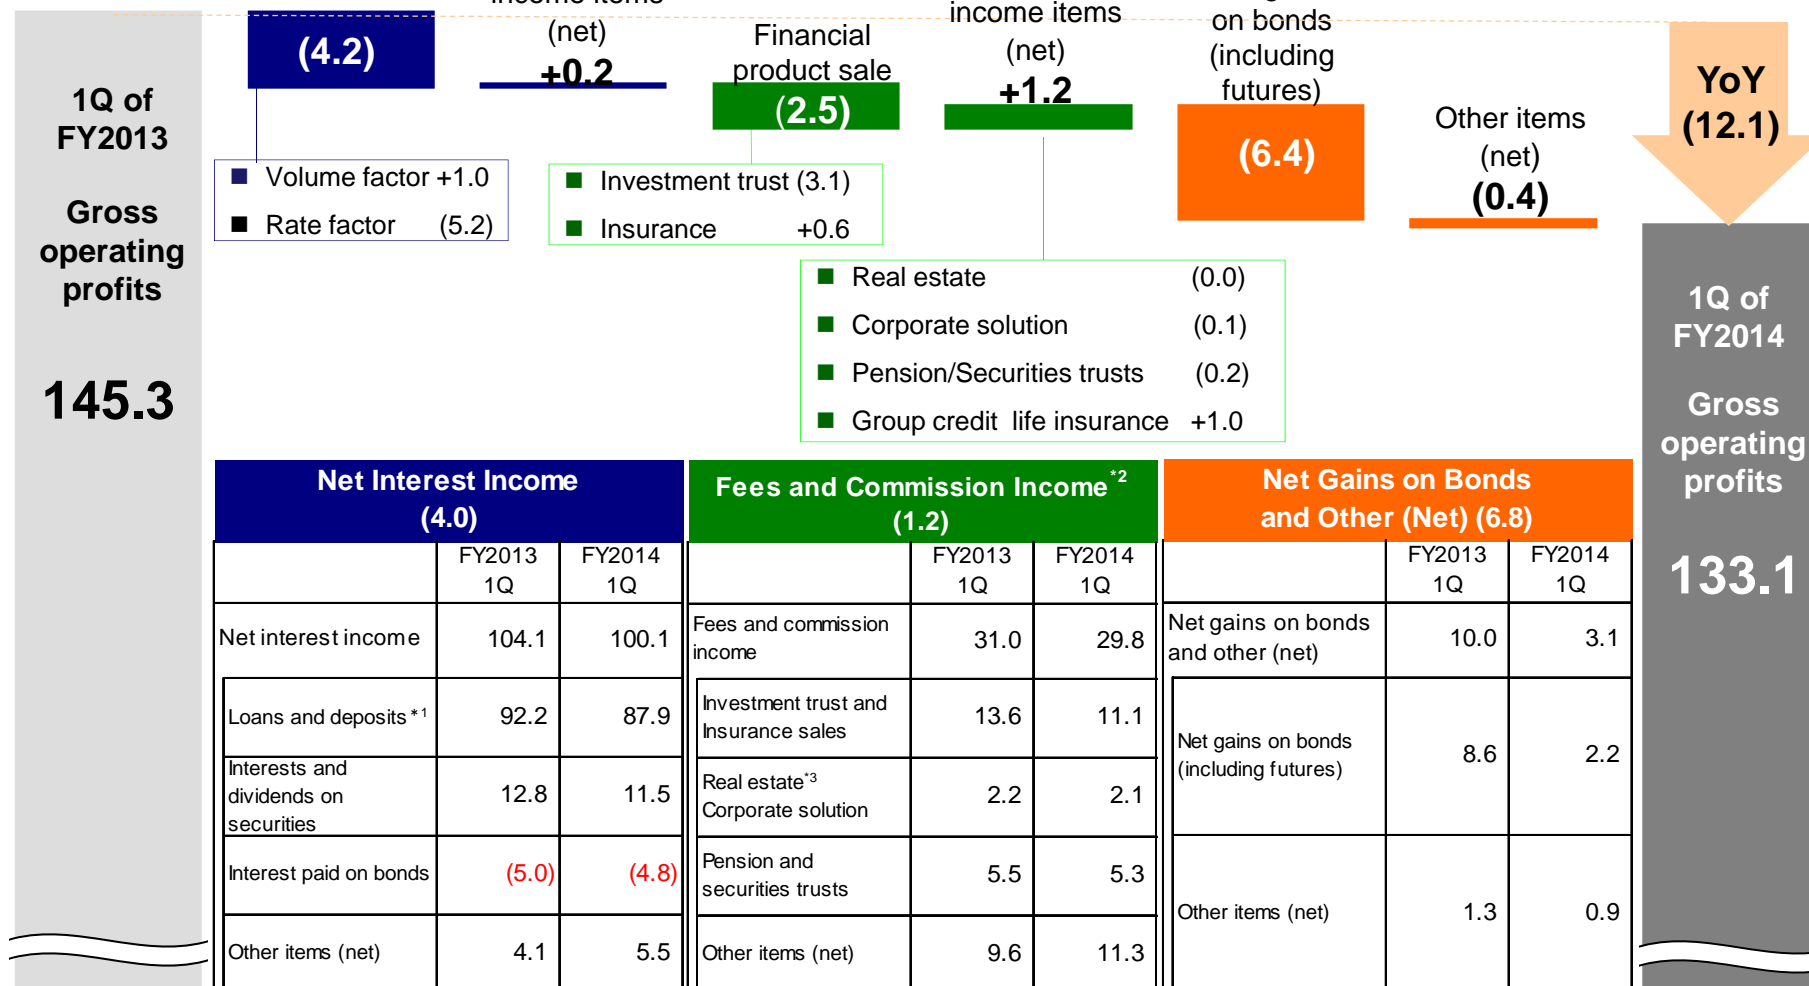 1Q of
FY2013
Gross
operating
profits
145.3
(4.2)
(net)
+0.2
Financial
product sale
(2.5)
income items
(net)
+1.2
on bonds
(including
futures)
(6.4)
Other items
(net)
(0.4)
YoY
(12.1)
■ Volume factor +1.0
■ Rate factor (5.2)
■ Investment trust (3.1)
■ Insurance +0.6
■ Real estate (0.0)
■ Corporate solution (0.1)
■ Pension/Securities trusts (0.2)
■ Group credit life insurance +1.0
1Q of
FY2014
Gross
operating
profits
133.1
Net Interest Income
(4.0)
FY2013 FY2014
1Q 1Q
Net interest income 104.1 100.1
Loans and deposits *1 92.2 87.9
Interests and
dividends on 12.8 11.5
securities
Interest paid on bonds (5.0) (4.8)
Other items (net) 4.1 5.5
Fees and Commission Income*2
(1.2)
FY2013 FY2014
1Q 1Q
Fees and commission
income 31.0 29.8
Investment trust and
Insurance sales 13.6 11.1
Real estate*3
Corporate solution 2.2 2.1
Pension and
securities trusts 5.5 5.3
Other items (net) 9.6 11.3
Net Gains on Bonds
and Other (Net) (6.8)
FY2013 FY2014
1Q 1Q
Net gains on bonds
and other (net) 10.0 3.1
Net gains on bonds
(including futures) 8.6 2.2
Other items (net) 1.3 0.9